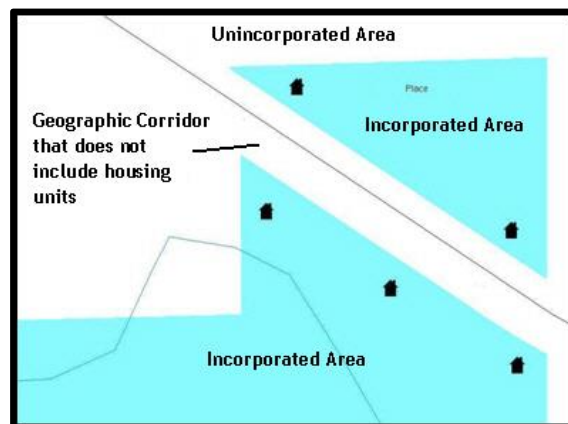 Unincorporated Area
Place
Incorporated Area
Geographic Corridor
that does not
include housing
units
Incorporated Area